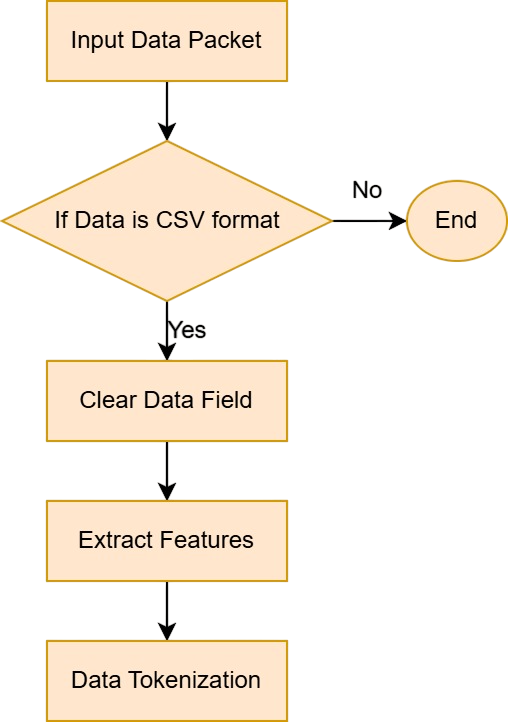 Input Data Packet
If Data is CSV format
No
End
Yes
Clear Data Field
Extract Features
Data Tokenization